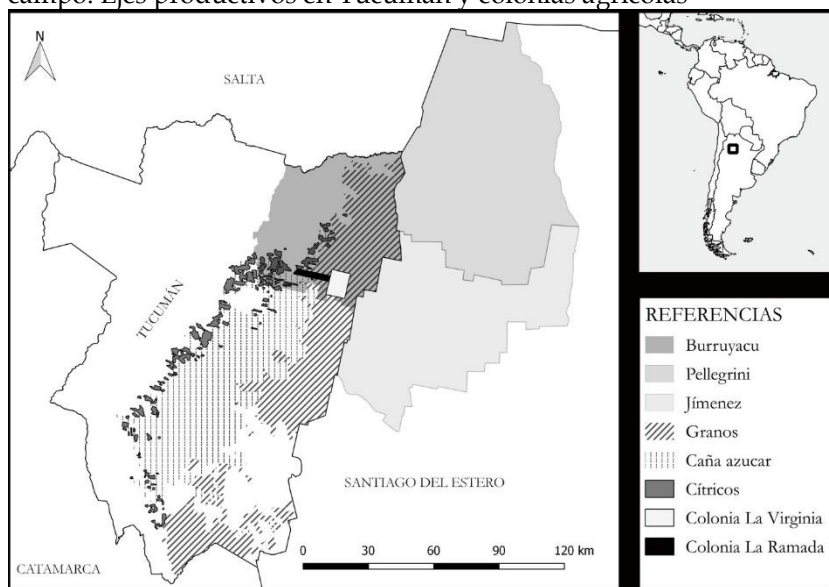 campo. Ejes productivos en Tucumán y colonias agrícolas
N
SALTA
TUCUMÁN
SANTIAGO DEL ESTERO
CATAMARCA
0 30 60 90 120 km
REFERENCIAS
Burruyacu
Pellegrini
Jímenez
Granos
Caña azucar
Cítricos
Colonia La Virginia
Colonia La Ramada